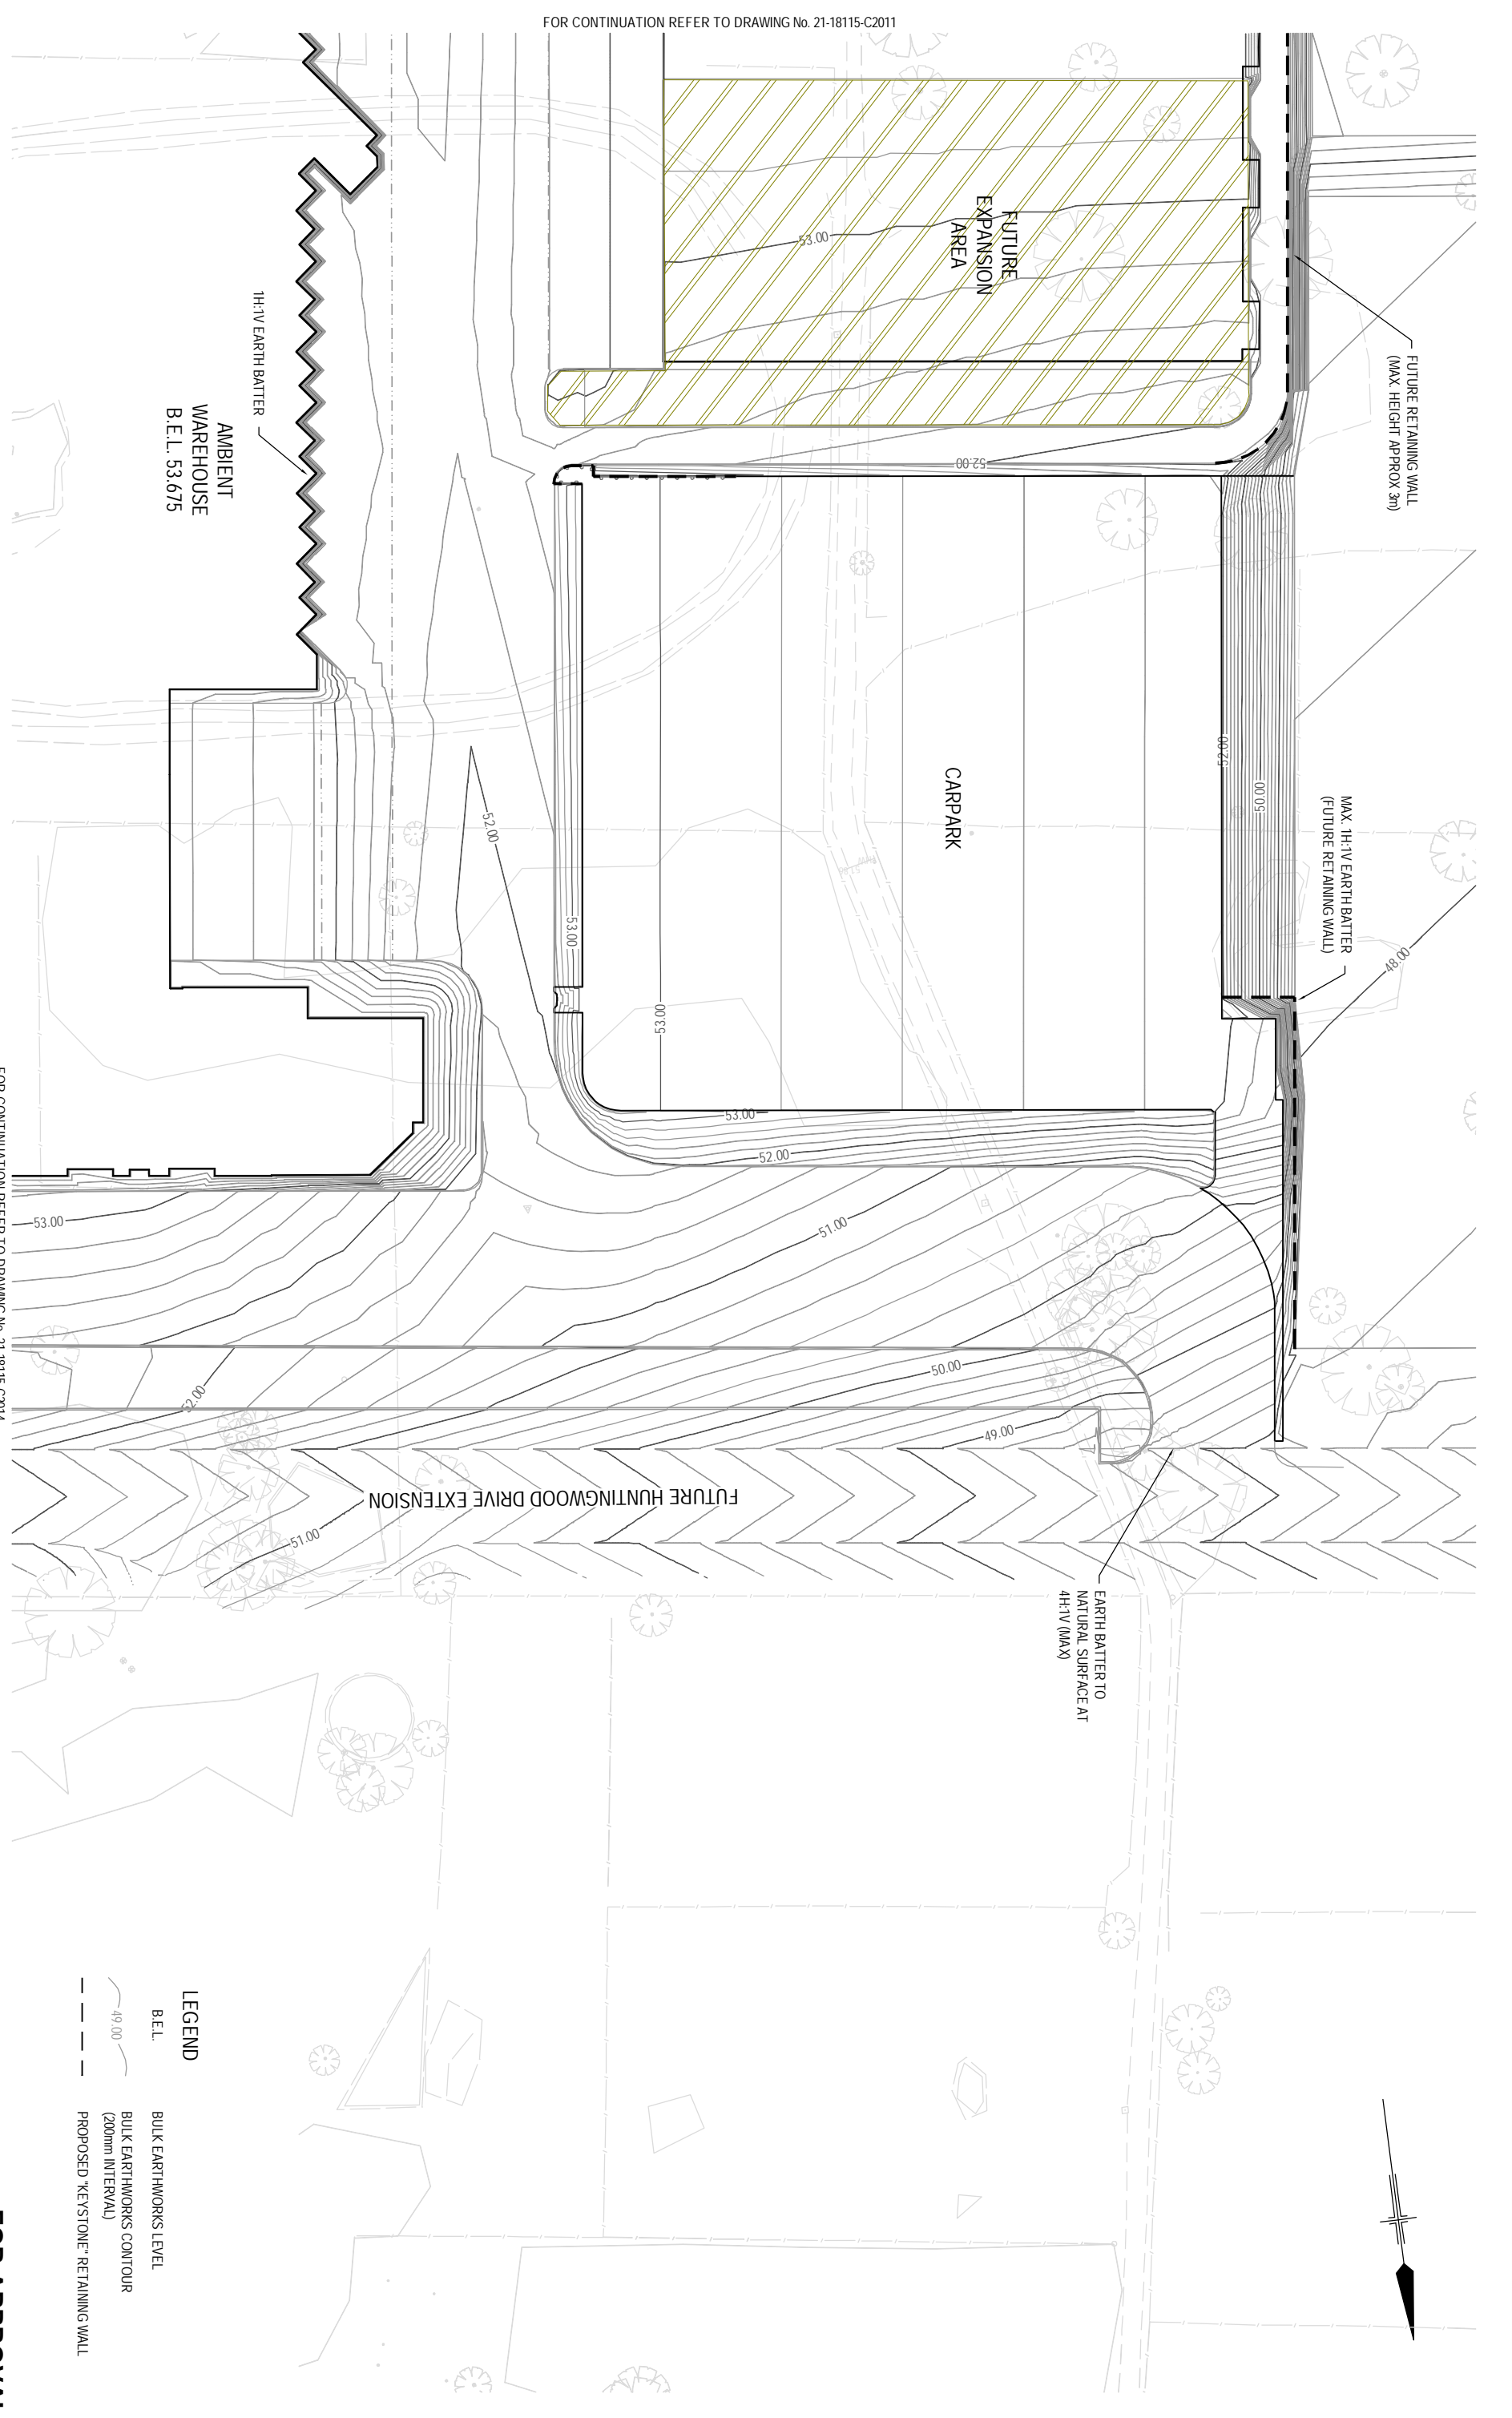 FOR CONTINUATION REFER TO DRAWING No. 21-18115-C2011
FUTURE
EXPANSION
AREA
53.00
FUTURE RETAINING WALL
(MAX. HEIGHT APPROX 3m)
1H:1V EARTH BATTER
AMBIENT
WAREHOUSE
B.E.L. 53.675
52.00
CARPARK
52.00
50.00
MAX. 1H:1V EARTH BATTER
(FUTURE RETAINING WALL)
52.00
53.00
48.00
53.00
53.00
52.00
53.00
51.00
52.00
50.00
49.00
FUTURE HUNTINGWOOD DRIVE EXTENSION
51.00
EARTH BATTER TO
NATURAL SURFACE AT
4H:1V (MAX)
LEGEND
B.E.L.
BULK EARTHWORKS LEVEL
49.00
BULK EARTHWORKS CONTOUR
(200mm INTERVAL)
PROPOSED "KEYSTONE" RETAINING WALL